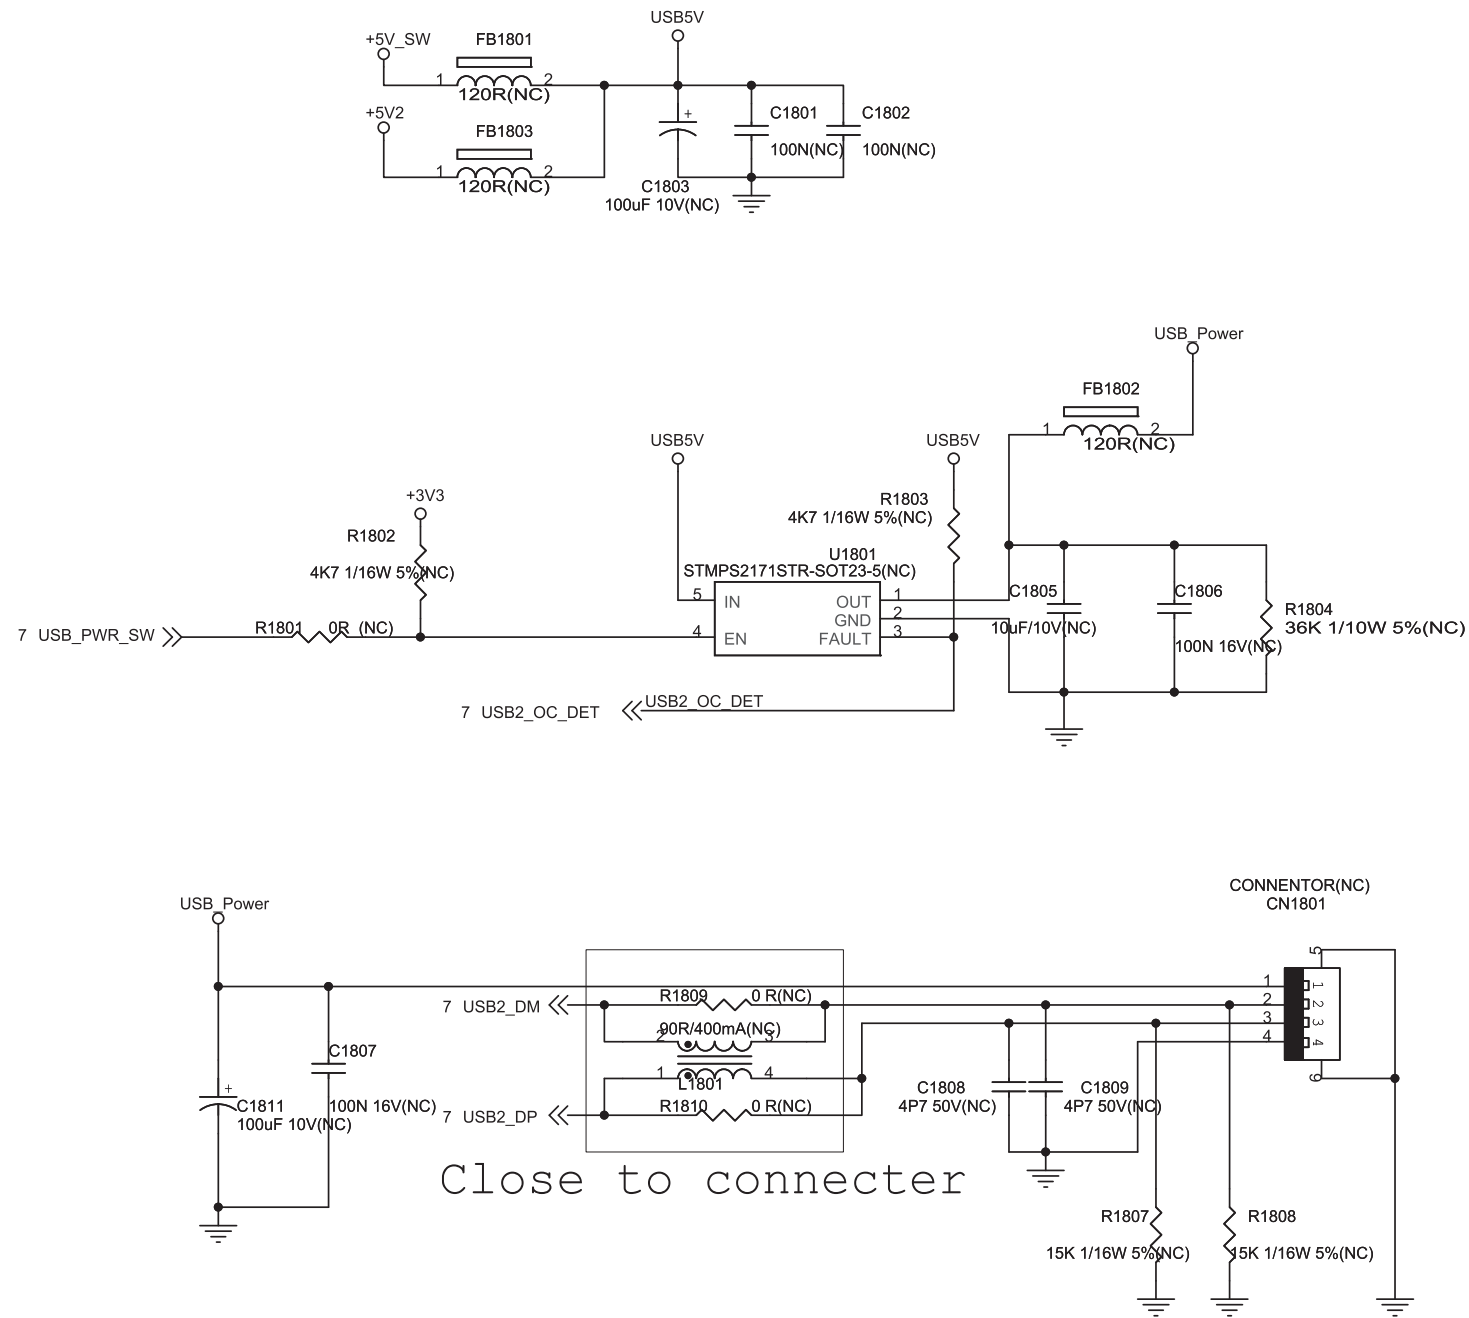 USB5V
+5V_SW
FB1801
1
2
120R(NC)
+5V2
FB1803
1
2
120R(NC)
+
C1801
100N(NC)
C1802
100N(NC)
C1803
100uF 10V(NC)
USB_Power
FB1802
1
2
120R(NC)
USB5V
USB5V
+3V3
R1802
4K7 1/16W 5%(NC)
R1803
4K7 1/16W 5%(NC)
U1801
STMPS2171STR-SOT23-5(NC)
5
IN
OUT
1
GND
2
4
EN
FAULT
3
7 USB_PWR_SW
R1801
0R (NC)
C1805
10uF/10V(NC)
C1806
100N 16V(NC)
R1804
36K 1/10W 5%(NC)
7 USB2_OC_DET
USB2_OC_DET
CONNENTOR(NC)
CN1801
USB_Power
5
1
1
2
2
3
3
4
4
6
7 USB2_DM
R1809
0 R(NC)
90R/400mA(NC)
2
3
1
4
L1801
7 USB2_DP
R1810
0 R(NC)
C1807
100N 16V(NC)
+
C1811
100uF 10V(NC)
C1808
4P7 50V(NC)
C1809
4P7 50V(NC)
Close to connecter
R1807
15K 1/16W 5%(NC)
R1808
15K 1/16W 5%(NC)